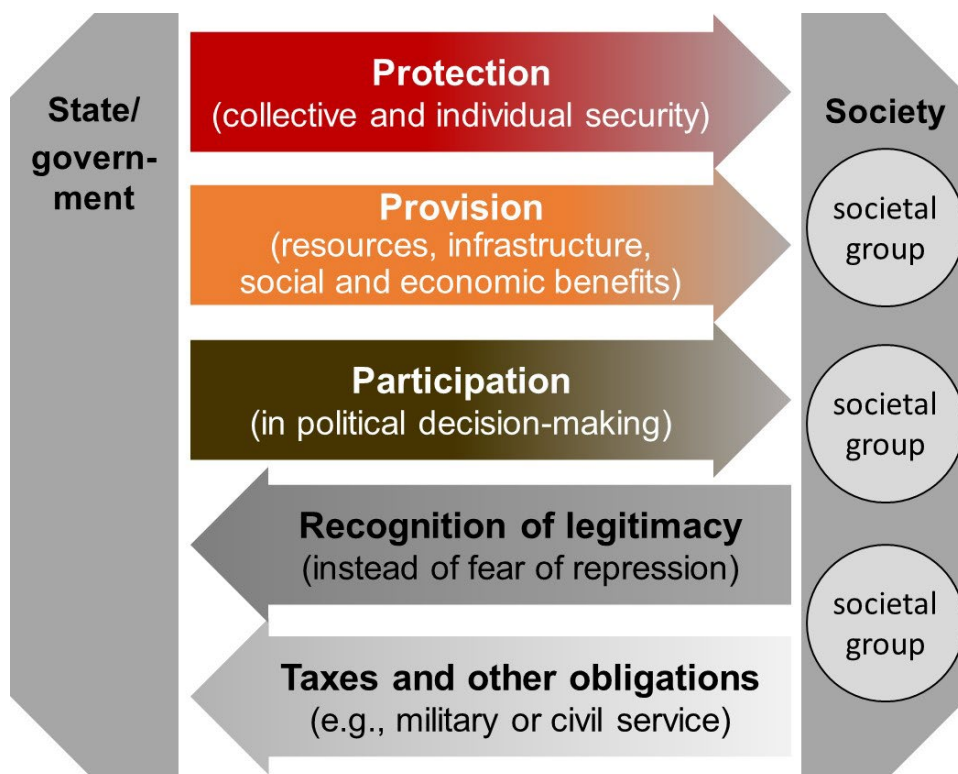 State/
govern-
ment
Protection
(collective and individual security)
Provision
(resources, infrastructure,
social and economic benefits)
Participation
(in political decision-making)
Recognition of legitimacy
(instead of fear of repression)
Taxes and other obligations
(e.g., military or civil service)
Society
societal
group
societal
group
societal
group